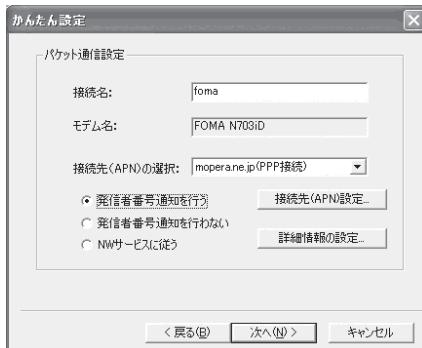 かんたん設定
パケット通信設定
接続名: foma
モデム名: FOMA N703iD
接続先(APN)の選択: mopera.ne.jp(PPP接続)
発信者番号通知を行う 接続先(APN)設定...
発信者番号通知を行わない
NWサービスに従う 詳細情報の設定...
< 戻る(B) 次へ(N) > キャンセル